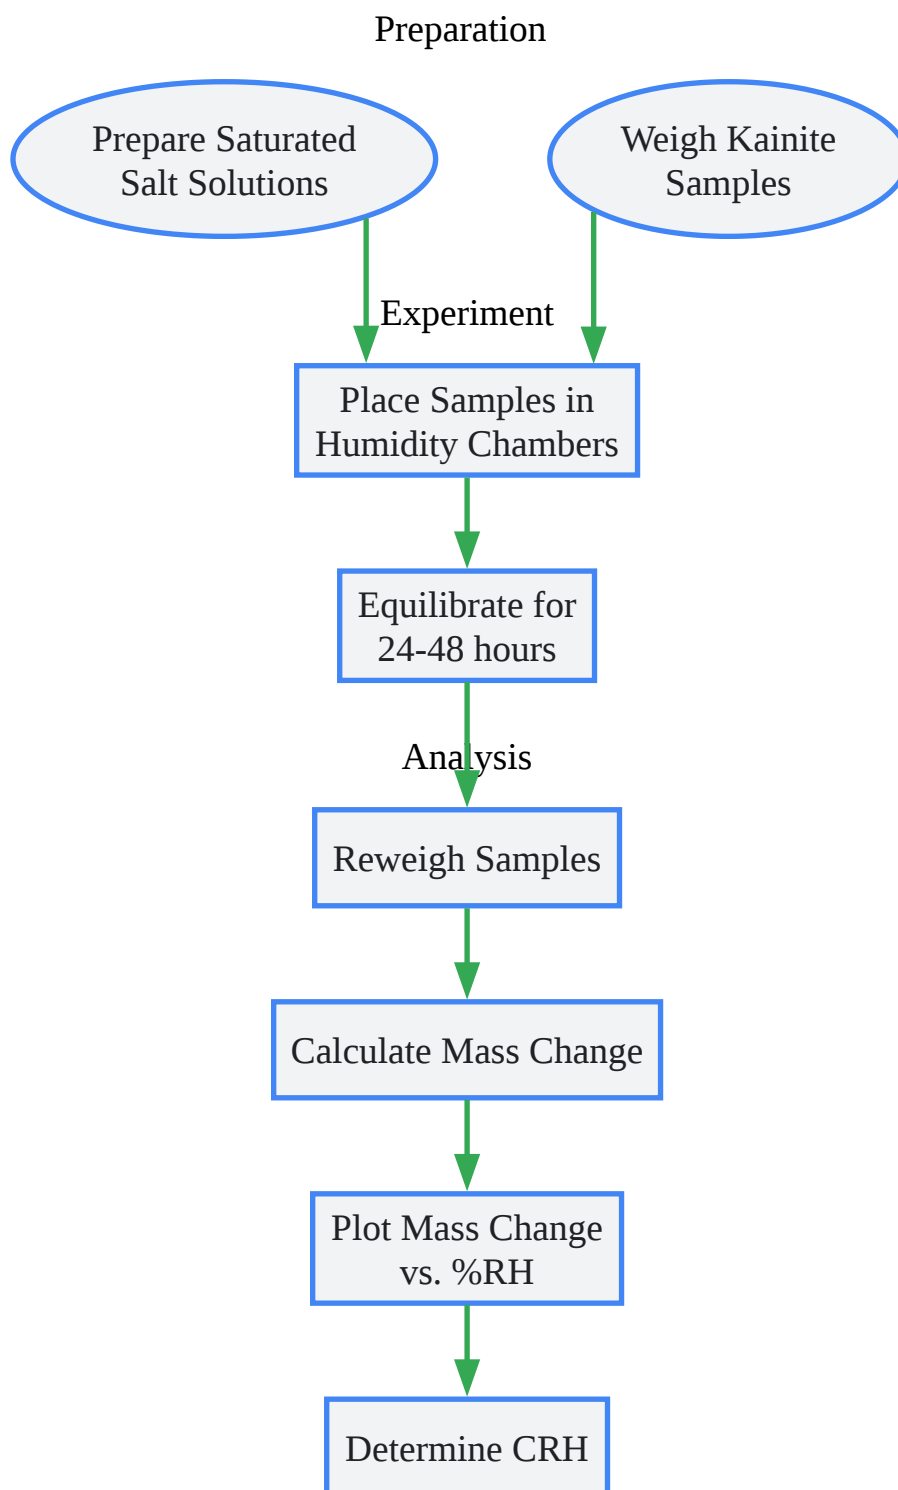 Preparation
Prepare Saturated
Salt Solutions
Weigh Kainite
Samples
Experiment
Place Samples in
Humidity Chambers
Equilibrate for
24-48 hours
Analysis
Reweigh Samples
Calculate Mass Change
Plot Mass Change
vs. %RH
Determine CRH